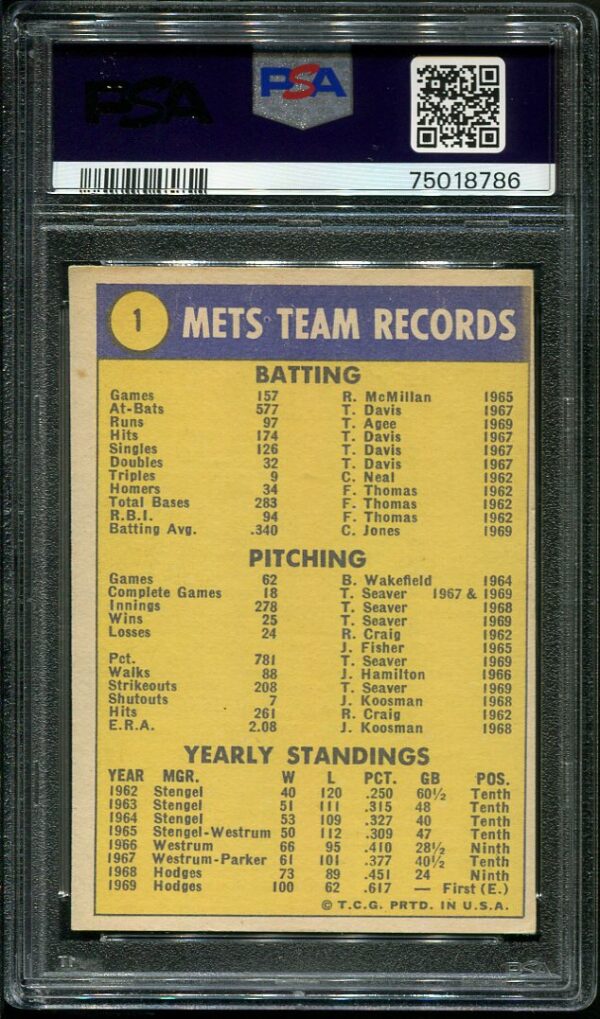 PSA
PSA
75018786
1 METS TEAM RECORDS
BATTING
Games 157 R. McMillan 1965
At-Bats 577 T. Davis 1967
Runs 97 T. Agee 1969
Hits 174 T. Davis 1967
Singles 126 T. Davis 1967
Doubles 32 T. Davis 1967
Triples 9 C. Neal 1962
Homers 34 F. Thomas 1962
Total Bases 283 F. Thomas 1962
R.B.I. 94 F. Thomas 1962
Batting Avg. .340 C. Jones 1969
PITCHING
Games 62 B. Wakefield 1964
Complete Games 18 T. Seaver 1967 & 1969
Innings 278 T. Seaver 1968
Wins 25 T. Seaver 1969
Losses 24 R. Craig 1962
J. Fisher 1965
Pct. 781 T. Seaver 1969
Walks 88 J. Hamilton 1966
Strikeouts 208 T. Seaver 1969
Shutouts 7 J. Koosman 1968
Hits 261 R. Craig 1962
E.R.A. 2.08 J. Koosman 1968
YEARLY STANDINGS
YEAR MGR. W L PCT. GB POS.
1962 Stengel 40 120 .250 60½ Tenth
1963 Stengel 51 111 .315 48 Tenth
1964 Stengel 53 109 .327 40 Tenth
1965 Stengel-Westrum 50 112 .309 47 Tenth
1966 Westrum 66 95 .410 28½ Ninth
1967 Westrum-Parker 61 101 .377 40½ Tenth
1968 Hodges 73 89 .451 24 Ninth
1969 Hodges 100 62 .617 — First (E.)
© T.C.G. PRTD. IN U.S.A.
PSA